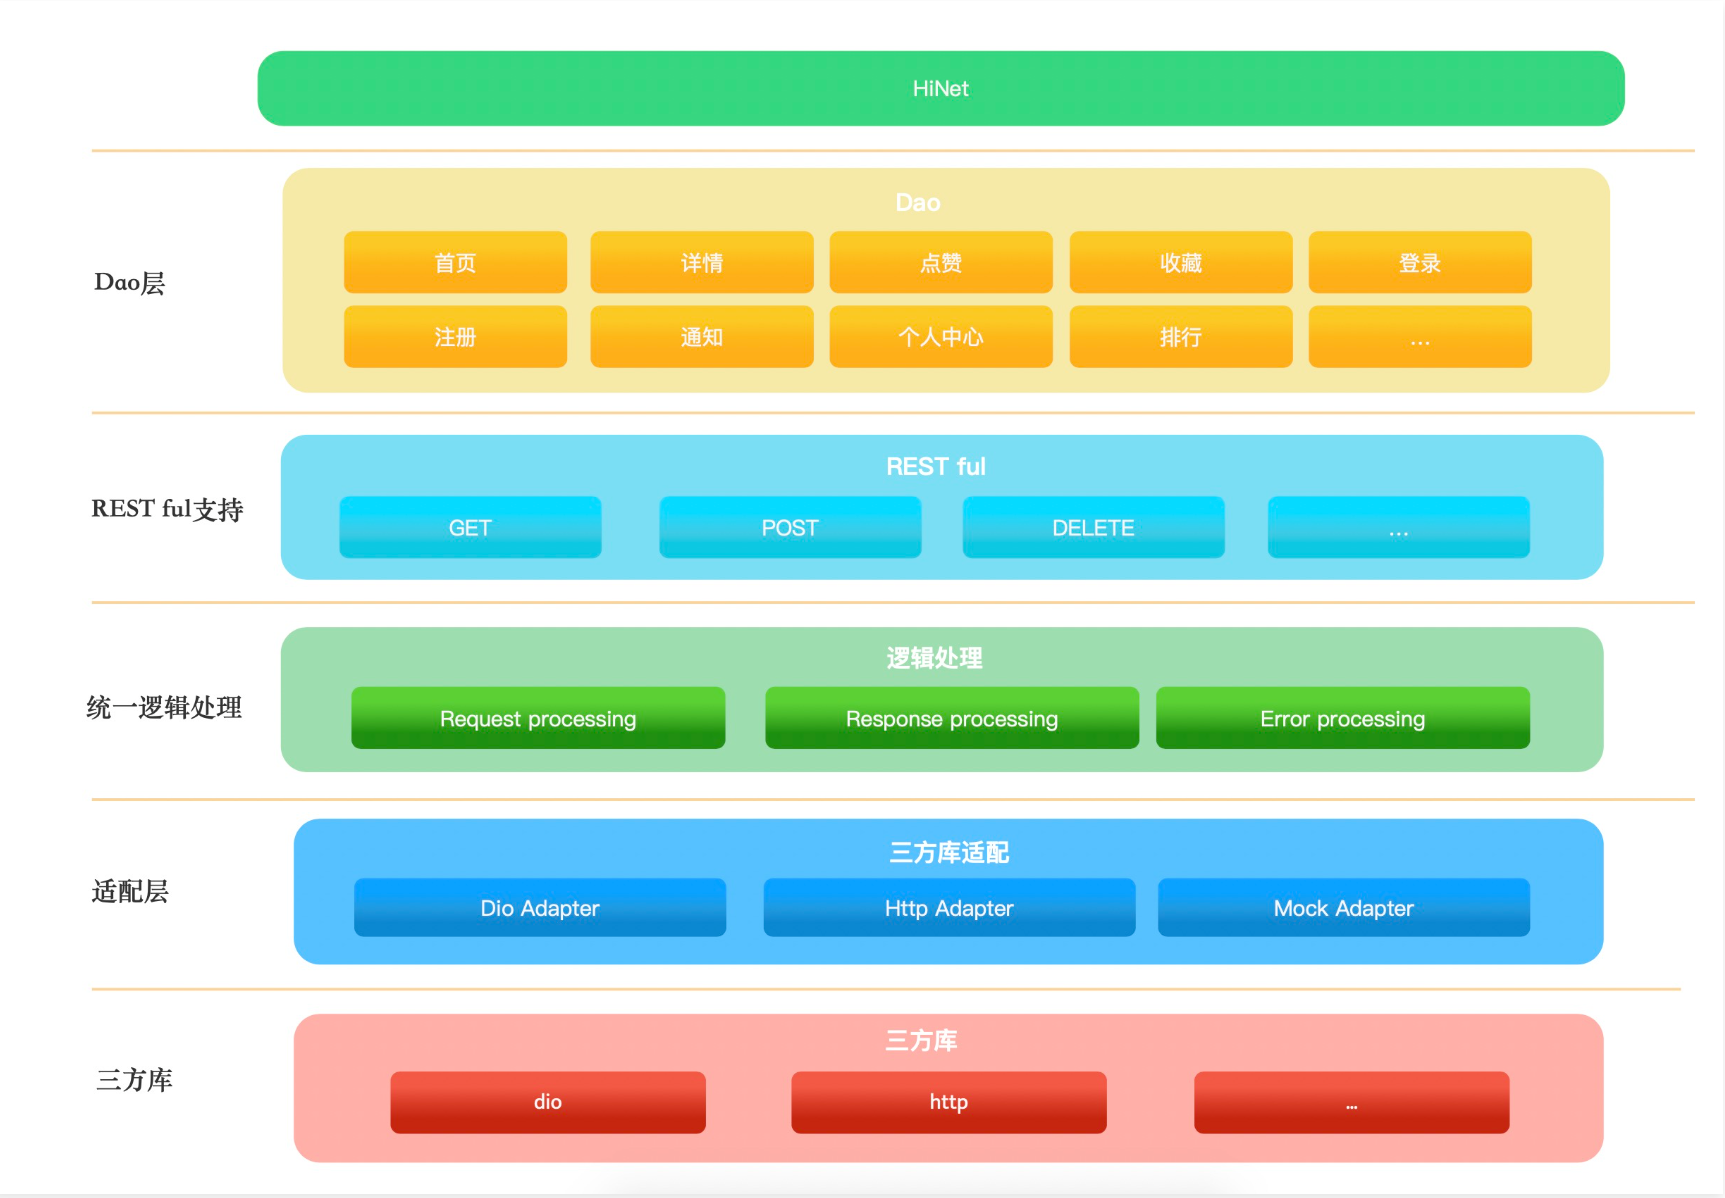 HiNet
Dao层
Dao
首页 详情 点赞 收藏 登录
注册 通知 个人中心 排行 ...
REST ful支持
REST ful
GET POST DELETE ...
统一逻辑处理
逻辑处理
Request processing Response processing Error processing
适配层
三方库适配
Dio Adapter Http Adapter Mock Adapter
三方库
三方库
dio http ...